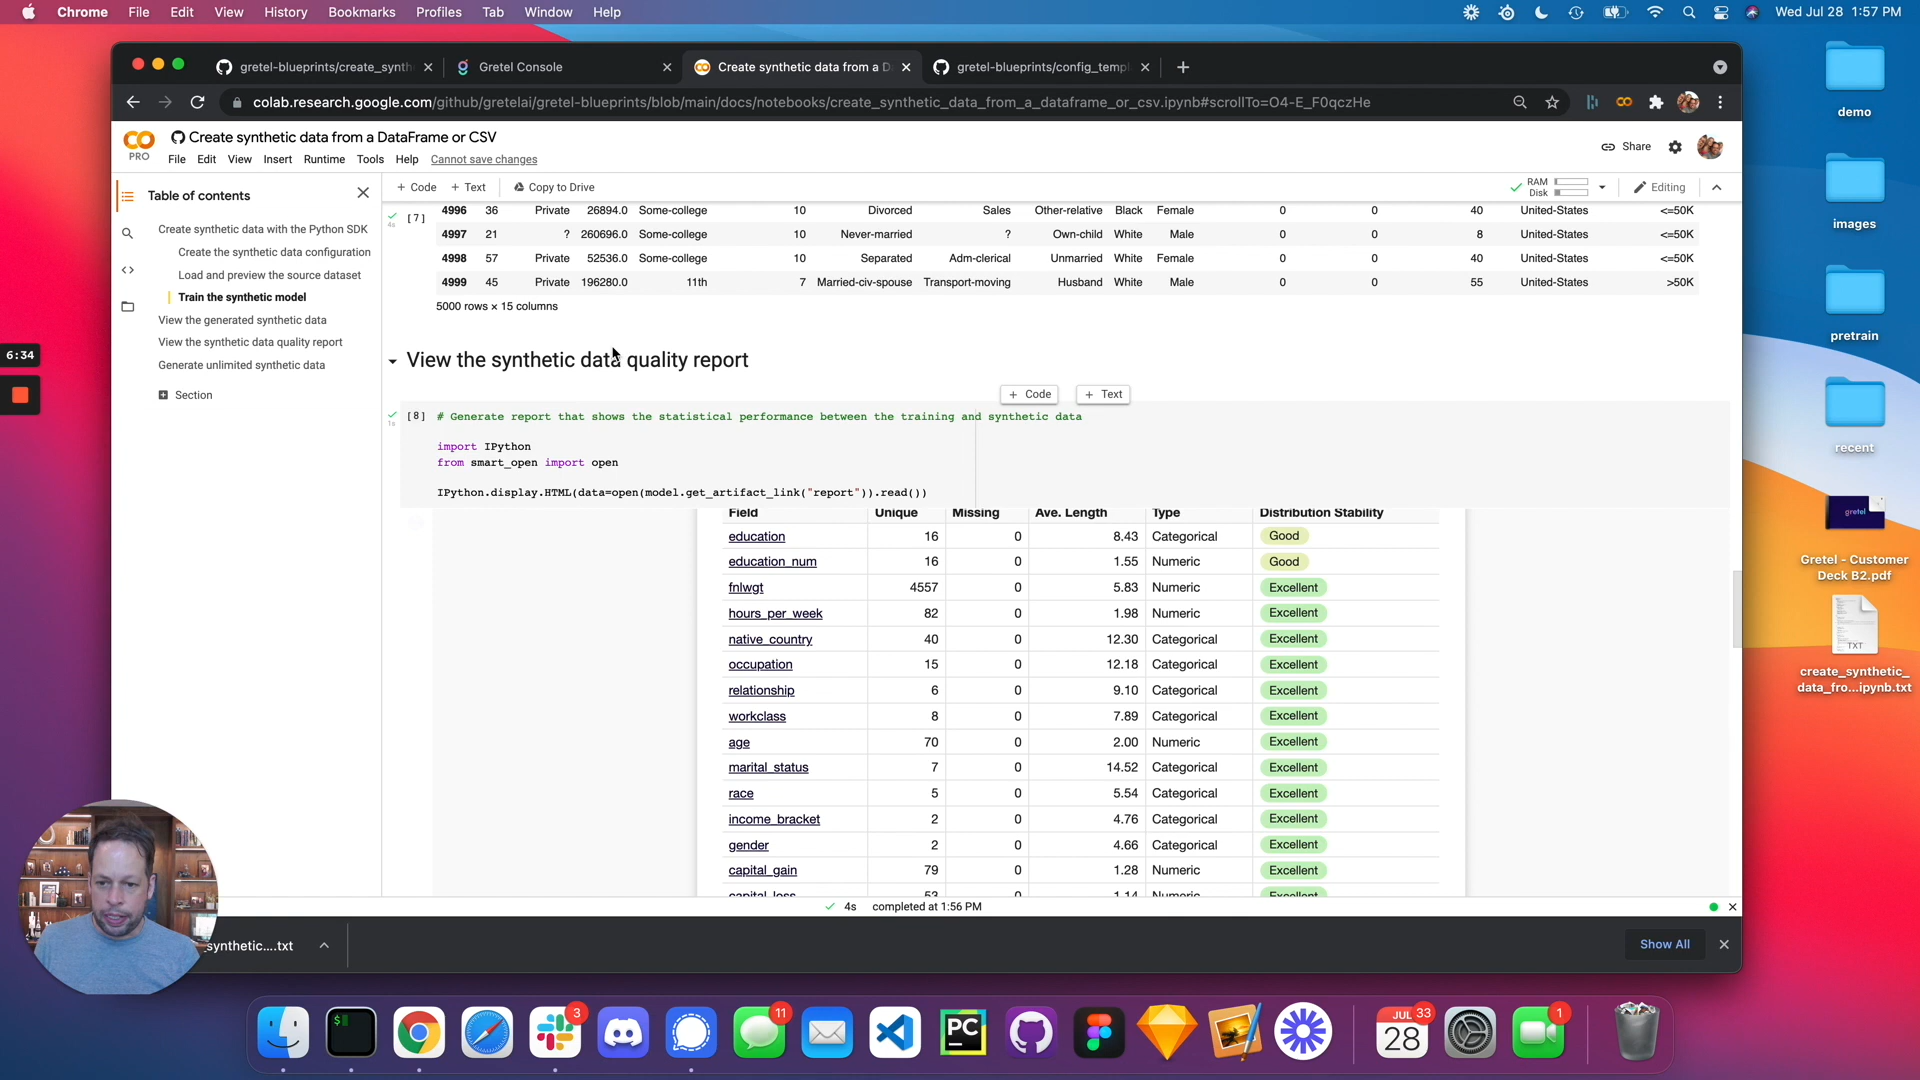 Chrome File Edit View History Bookmarks Profiles Tab Window Help Wed Jul 28 1:57 PM
gretel-blueprints/create_synth Gretel Console Create synthetic data from a D gretel-blueprints/config_templ
colab.research.google.com/github/gretelai/gretel-blueprints/blob/main/docs/notebooks/create_synthetic_data_from_a_dataframe_or_csv.ipynb#scrollTo=O4-E_F0qczHe
demo
PRO
Create synthetic data from a DataFrame or CSV
File Edit View Insert Runtime Tools Help Cannot save changes
Share
Table of contents
+ Code + Text Copy to Drive
RAM
Disk
Editing
Create synthetic data with the Python SDK
Create the synthetic data configuration
Load and preview the source dataset
Train the synthetic model
View the generated synthetic data
View the synthetic data quality report
Generate unlimited synthetic data
Section
[7]
4s
4996 36 Private 26894.0 Some-college 10 Divorced Sales Other-relative Black Female 0 0 40 United-States <=50K
4997 21 ? 260696.0 Some-college 10 Never-married ? Own-child White Male 0 0 8 United-States <=50K
4998 57 Private 52536.0 Some-college 10 Separated Adm-clerical Unmarried White Female 0 0 40 United-States <=50K
4999 45 Private 196280.0 11th 7 Married-civ-spouse Transport-moving Husband White Male 0 0 55 United-States >50K
5000 rows × 15 columns
images
pretrain
6:34
View the synthetic data quality report
+ Code + Text
[8] # Generate report that shows the statistical performance between the training and synthetic data
1s
import IPython
from smart_open import open
IPython.display.HTML(data=open(model.get_artifact_link("report")).read())
recent
Field Unique Missing Ave. Length Type Distribution Stability
education 16 0 8.43 Categorical Good
education_num 16 0 1.55 Numeric Good
fnlwgt 4557 0 5.83 Numeric Excellent
hours_per_week 82 0 1.98 Numeric Excellent
native_country 40 0 12.30 Categorical Excellent
occupation 15 0 12.18 Categorical Excellent
relationship 6 0 9.10 Categorical Excellent
workclass 8 0 7.89 Categorical Excellent
age 70 0 2.00 Numeric Excellent
marital_status 7 0 14.52 Categorical Excellent
race 5 0 5.54 Categorical Excellent
income_bracket 2 0 4.76 Categorical Excellent
gender 2 0 4.66 Categorical Excellent
capital_gain 79 0 1.28 Numeric Excellent
capital_loss 53 0 1.14 Numeric Excellent
gretel
Gretel - Customer
Deck B2.pdf
TXT
create_synthetic_
data_fro...ipynb.txt
4s completed at 1:56 PM
_synthetic....txt
Show All
$
3
11
PC
JUL
33
28
1